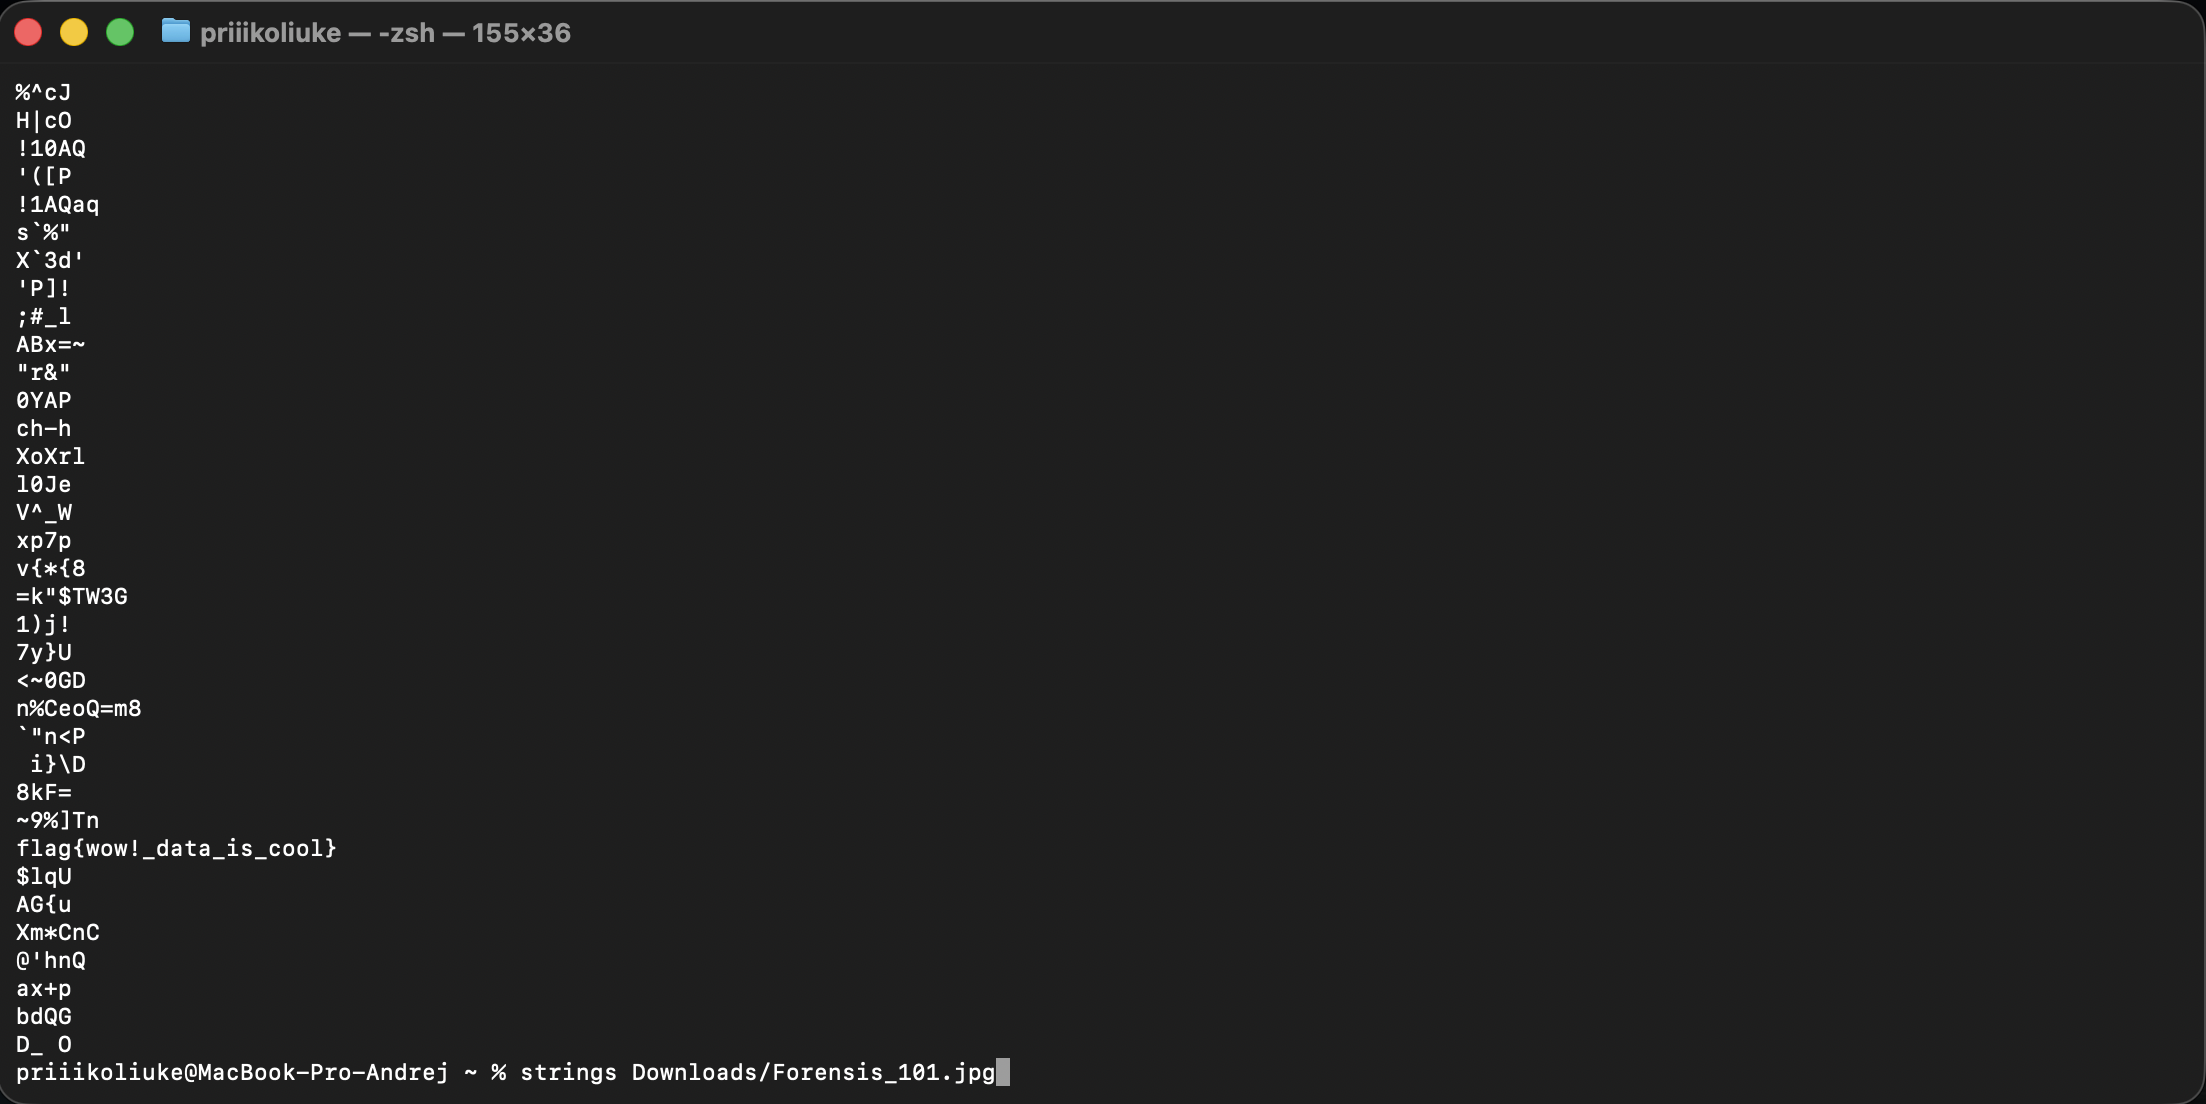 priiikoliuke — -zsh — 155×36
%^cJ
H|cO
!10AQ
'([P
!1AQaq
s`%"
X`3d'
'P]!
;#_l
ABx=~
"r&"
0YAP
ch-h
XoXrl
l0Je
V^_W
xp7p
v{*{8
=k"$TW3G
1)j!
7y}U
<~0GD
n%CeoQ=m8
`"n<P
 i}\D
8kF=
~9%]Tn
flag{wow!_data_is_cool}
$lqU
AG{u
Xm*CnC
@'hnQ
ax+p
bdQG
D_ O
priiikoliuke@MacBook-Pro-Andrej ~ % strings Downloads/Forensis_101.jpg